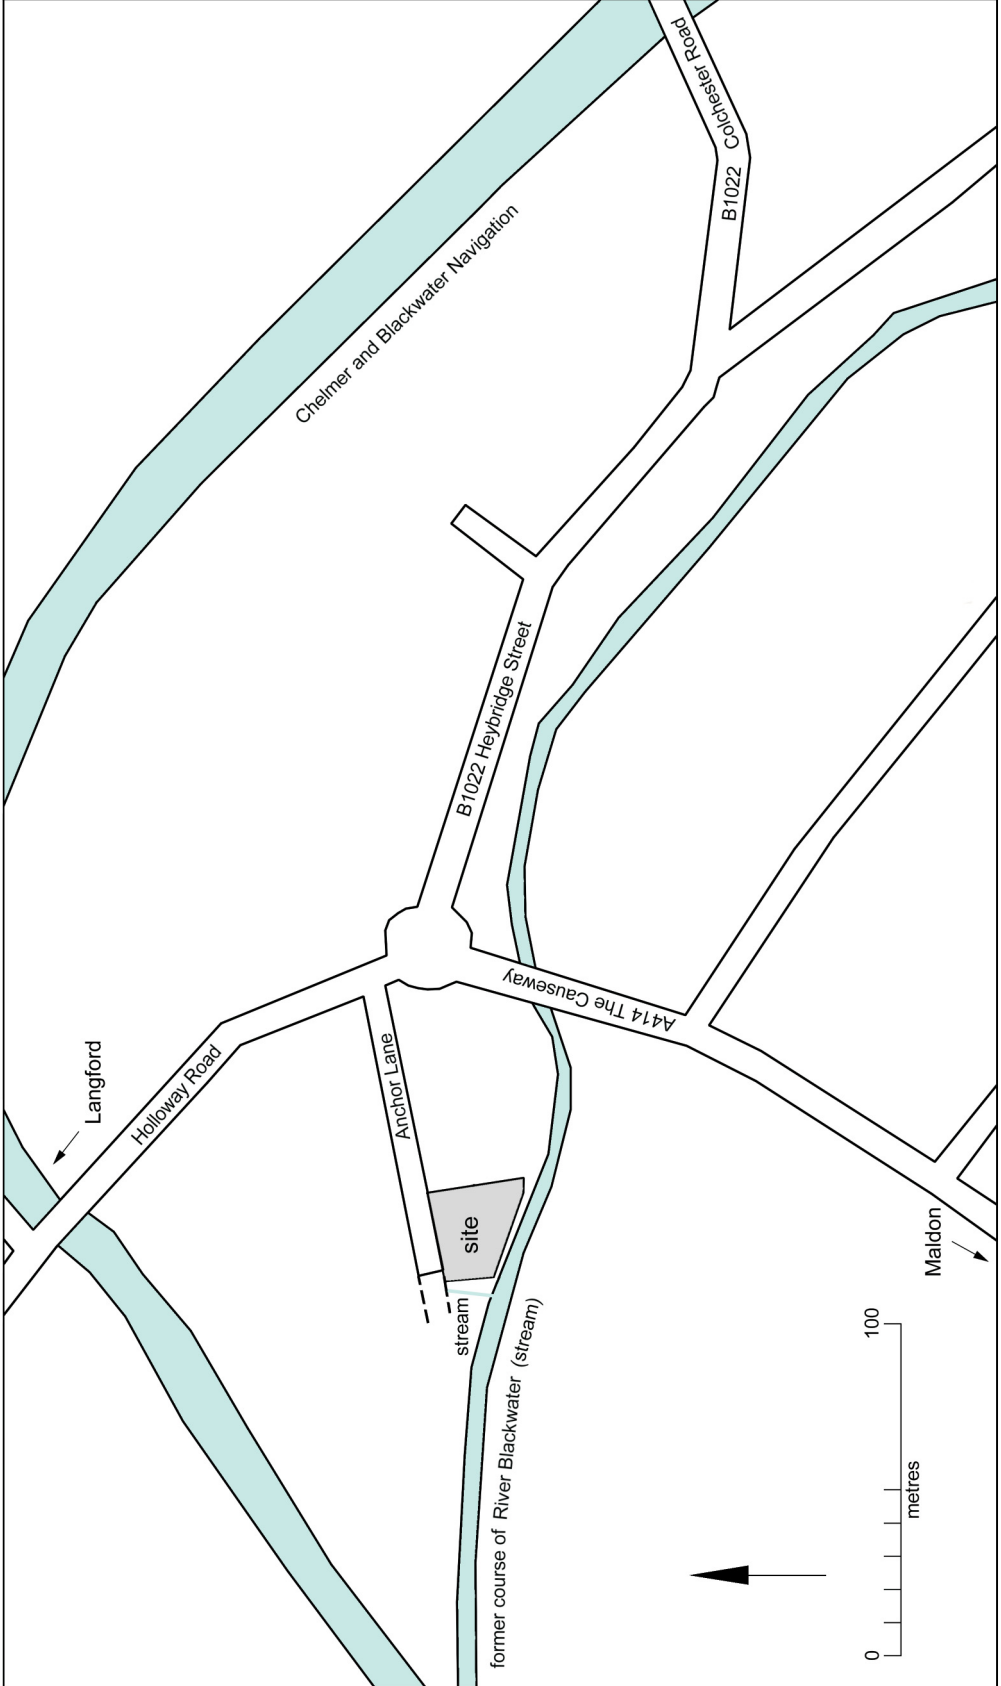 Langford
Holloway Road
Anchor Lane
site
stream
former course of River Blackwater (stream)
A414 The Causeway
B1022 Heybridge Street
Chelmer and Blackwater Navigation
B1022 Colchester Road
Maldon
0 100
metres